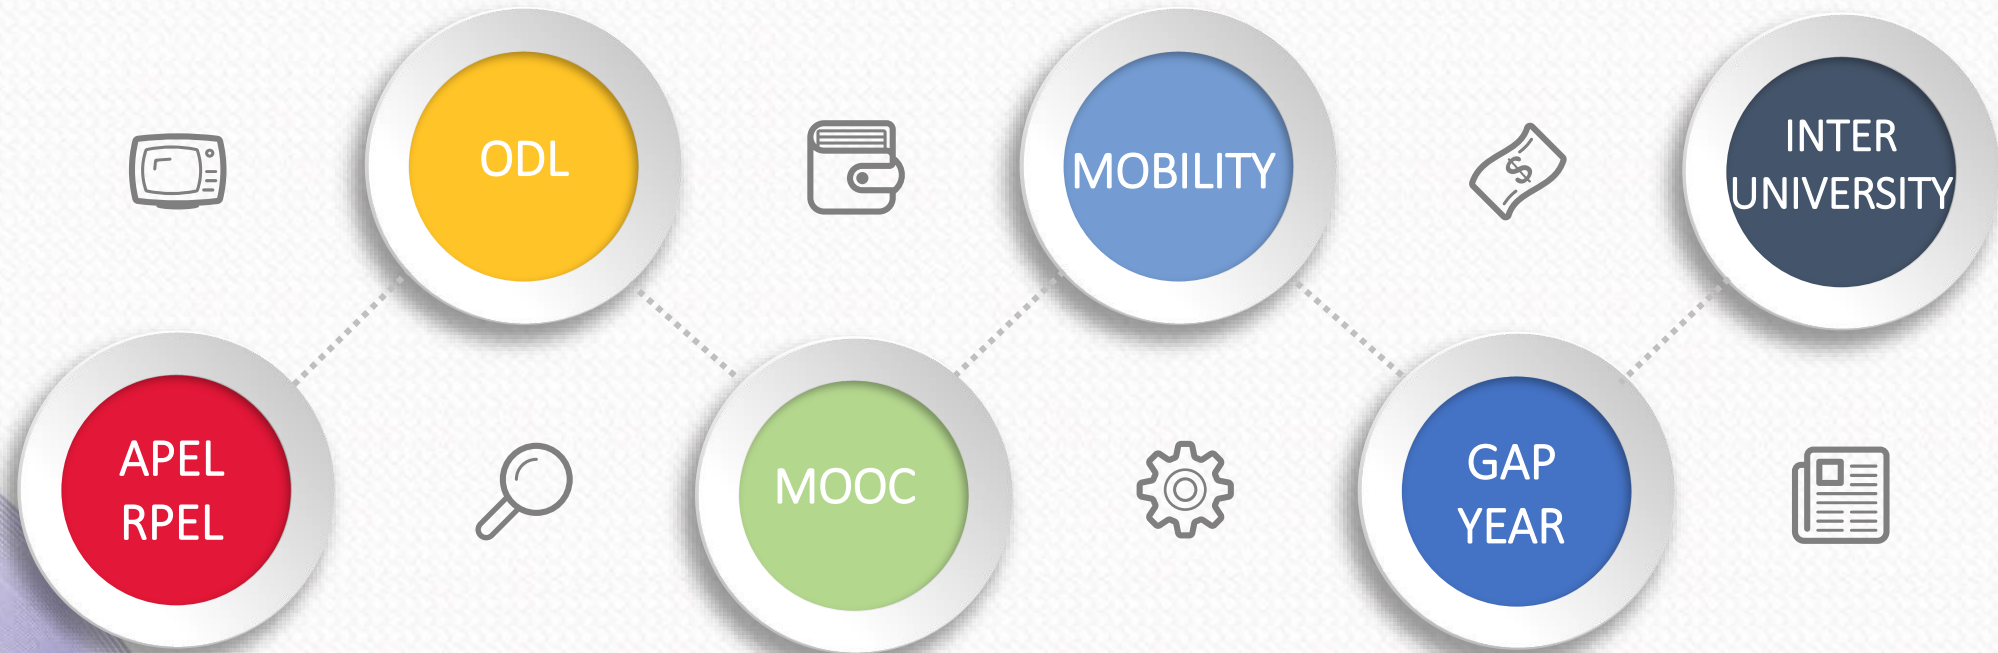 APEL
RPEL
ODL
MOOC
MOBILITY
GAP
YEAR
INTER
UNIVERSITY